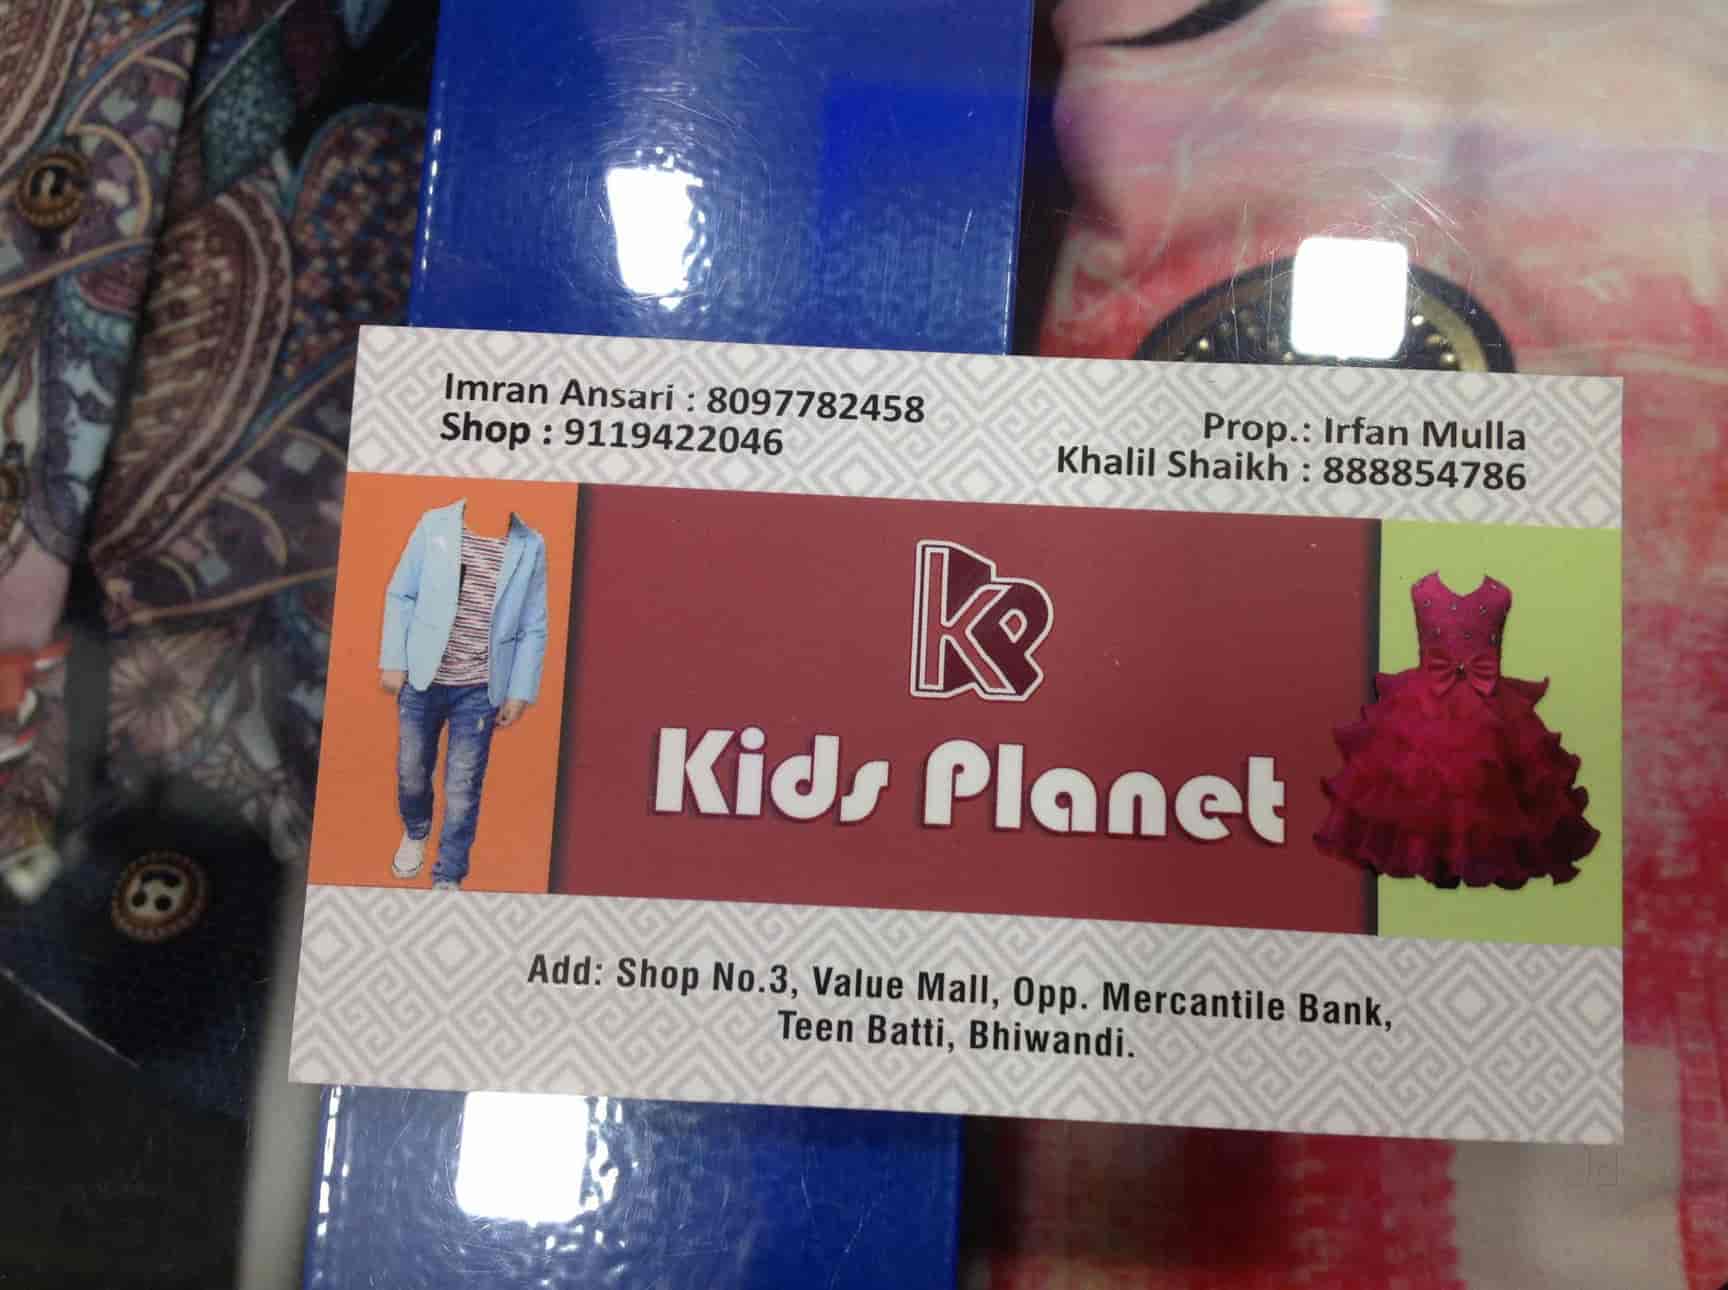 Imran Ansari : 8097782458
Shop : 9119422046
Prop.: Irfan Mulla
Khalil Shaikh : 888854786
KP
Kids Planet
Add: Shop No.3, Value Mall, Opp. Mercantile Bank,
Teen Batti, Bhiwandi.